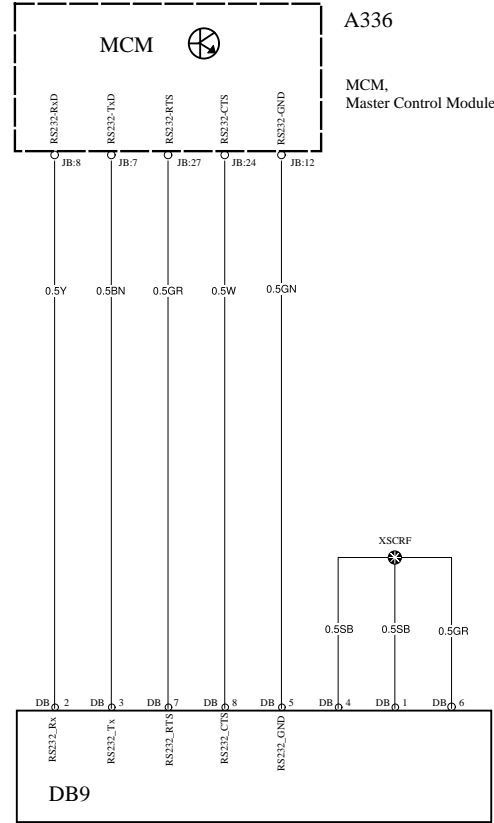 A336
MCM
MCM,
Master Control Module
RS232-RxD
RS232-TxD
RS232-RTS
RS232-CTS
RS232-GND
JB:8
JB:7
JB:27
JB:24
JB:12
0.5Y
0.5BN
0.5GR
0.5W
0.5GN
XSCRF
0.5SB
0.5SB
0.5GR
DB 2
DB 3
DB 7
DB 8
DB 5
DB 4
DB 1
DB 6
RS232_Rx
RS232_Tx
RS232_RTS
RS232_CTS
RS232_GND
DB9